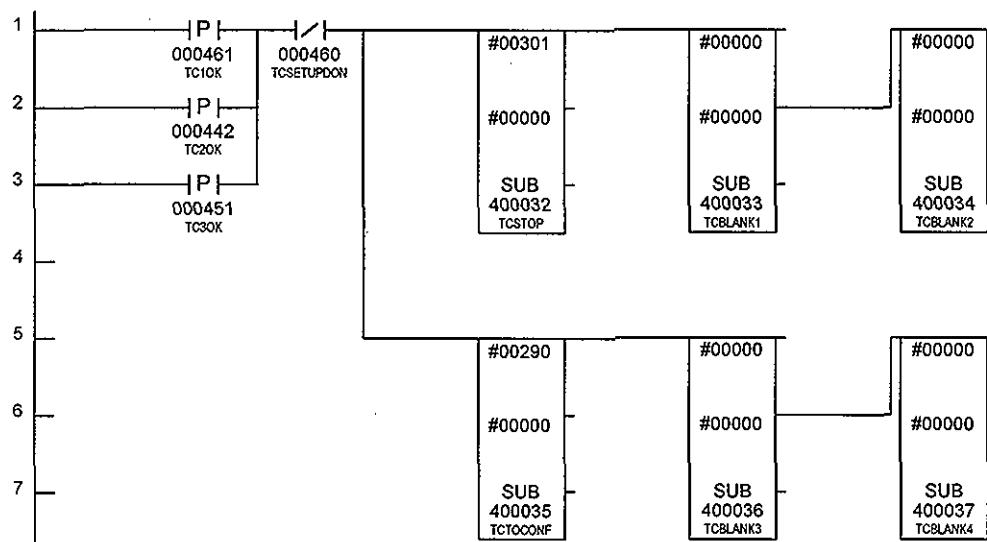 1
P
000461
TC1OK
000460
TCSETUPDON
#00301
#00000
SUB
400032
TCSTOP
#00000
#00000
SUB
400033
TCBLANK1
#00000
#00000
SUB
400034
TCBLANK2
2
P
000442
TC2OK
3
P
000451
TC3OK
4
5
#00290
#00000
SUB
400035
TCTOCONF
#00000
#00000
SUB
400036
TCBLANK3
#00000
#00000
SUB
400037
TCBLANK4
6
7